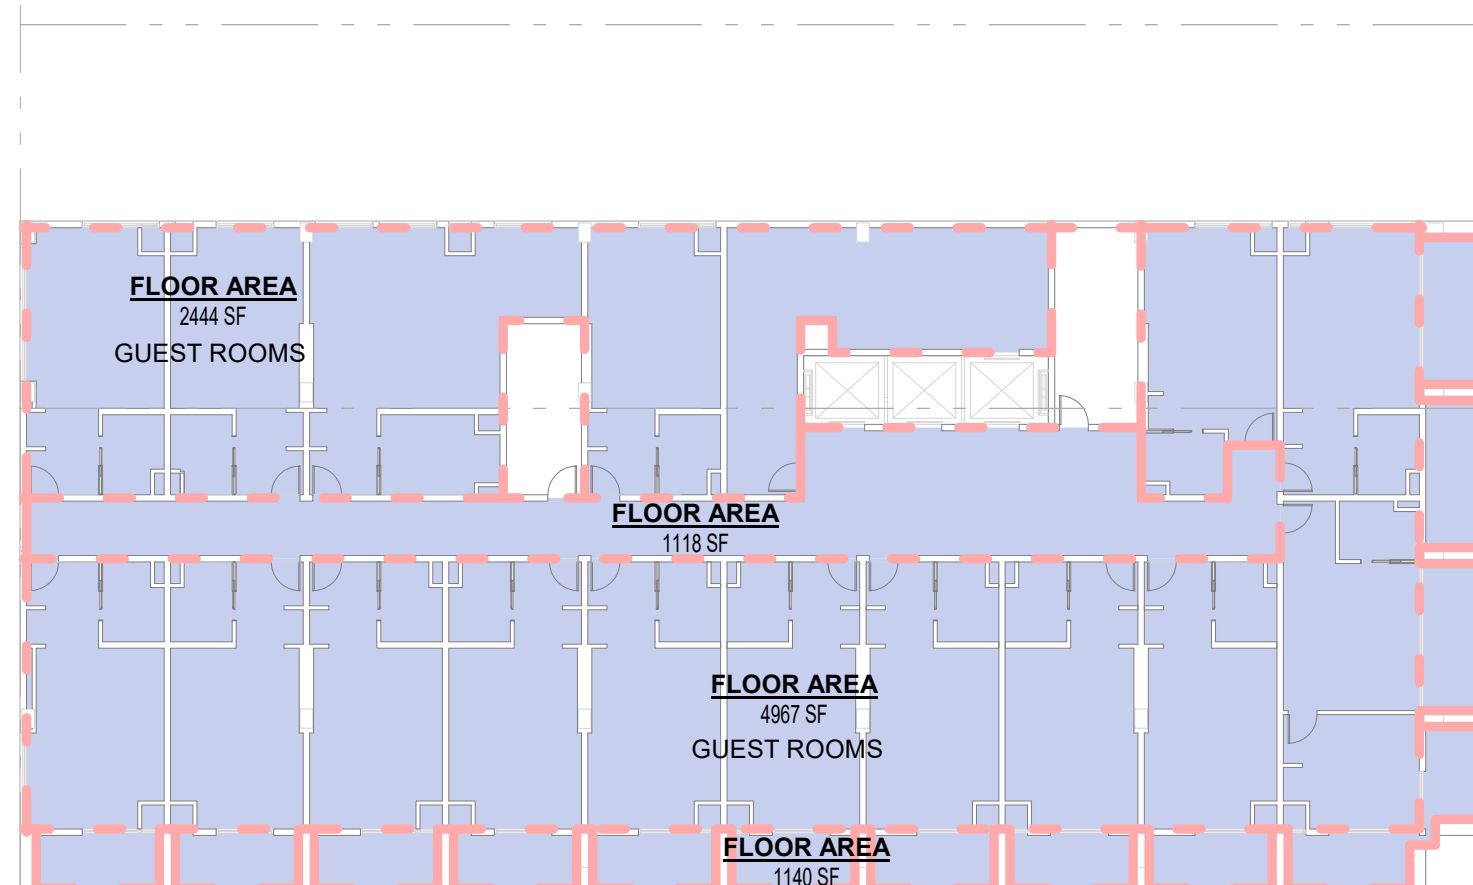 FLOOR AREA
2444 SF
GUEST ROOMS
FLOOR AREA
1118 SF
FLOOR AREA
4967 SF
GUEST ROOMS
FLOOR AREA
1140 SF